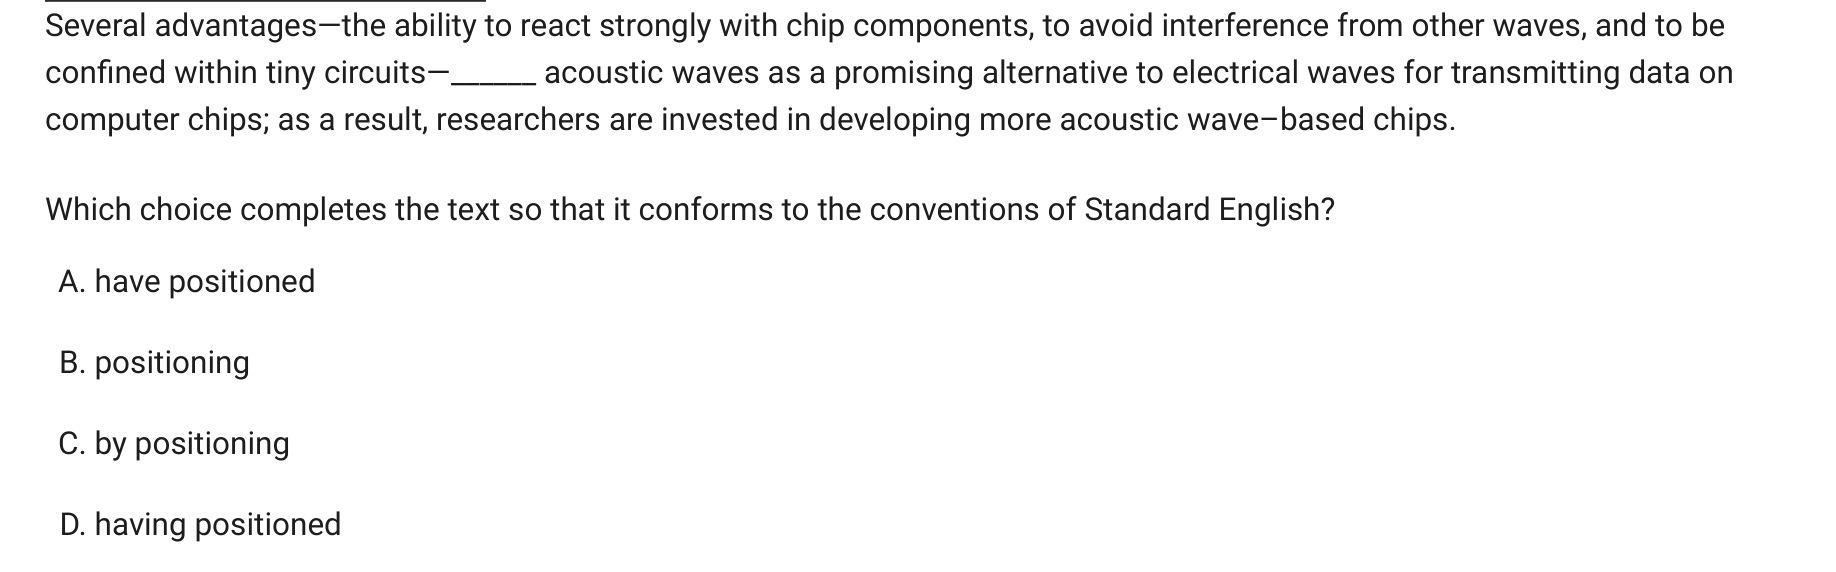 Several advantages—the ability to react strongly with chip components, to avoid interference from other waves, and to be
confined within tiny circuits—______ acoustic waves as a promising alternative to electrical waves for transmitting data on
computer chips; as a result, researchers are invested in developing more acoustic wave–based chips.
Which choice completes the text so that it conforms to the conventions of Standard English?
A. have positioned
B. positioning
C. by positioning
D. having positioned